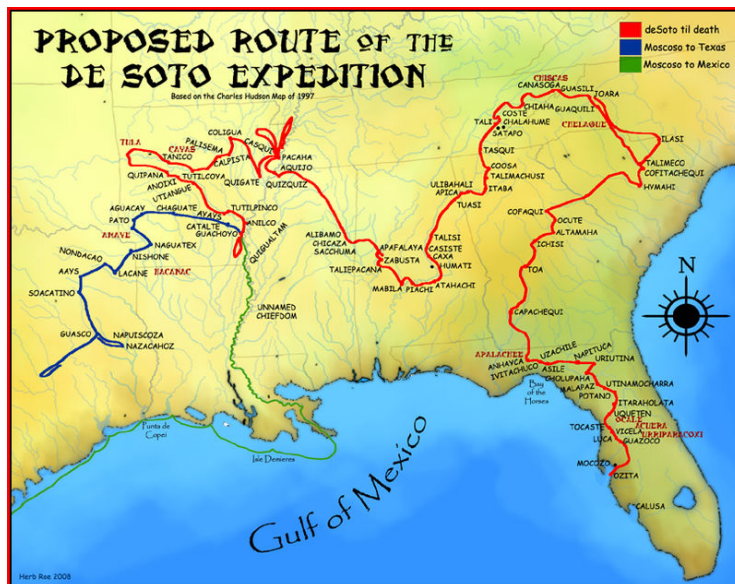 PROPOSED ROUTE OF THE
DE SOTO EXPEDITION
Based on the Charles Hudson Map of 1997
deSoto til death
Moscoso to Texas
Moscoso to Mexico
CHISCAS
CANASOGA
GUASILI
JOARA
CHIAHA
GUAQUILI
COSTE
TALI
CHALAHUME
SATAPO
CHELAQUE
ILASI
TASQUI
TALIMECO
COFITACHEQUI
HYMAHI
COOSA
TALIMACHUSI
ITABA
ULIBAHALI
APICA
TUASI
COLIGUA
CASQUI
PALISEMA
CAYAS
TULA
TANICO
CALPISTA
PACAHA
AQUIJO
QUIZQUIZ
QUIPANA
TUTILCOYA
QUIGATE
ANOIXI
UTIANGUE
TUTILPINCO
AGUACAY
CHAGUATE
AYAYS
ANILCO
PATO
CATALTE
GUACHOYO
QUIGUALTAM
AMAYE
NAGUATEX
NONDACAO
NISHONE
AAYS
LACANE
HACANAC
SOACATINO
GUASCO
NAPUISCOZA
NAZACAHOZ
UNNAMED
CHIEFDOM
ALIBAMO
CHICAZA
SACCHUMA
APAFALAYA
ZABUSTA
TALIEPACANA
TALISI
CASISTE
CAXA
HUMATI
MABILA
PIACHI
ATAHACHI
COFAQUI
OCUTE
ALTAMAHA
ICHISI
TOA
CAPACHEQUI
N
APALACHEE
ANHAYCA
IVITACHUCO
UZACHILE
NAPITUCA
URIUTINA
ASILE
CHOLUPAHA
MALAPAZ
UTINAMOCHARRA
POTANO
ITARAHOLATA
UQUETEN
OCALE
ACUERA
TOCASTE
VICELA
URRIPARACOXI
LUCA
GUAZOCO
MOCOZO
OZITA
CALUSA
Bay
of the
Horses
Punta de
Copei
Isle Dernieres
Gulf of Mexico
Herb Roe 2008